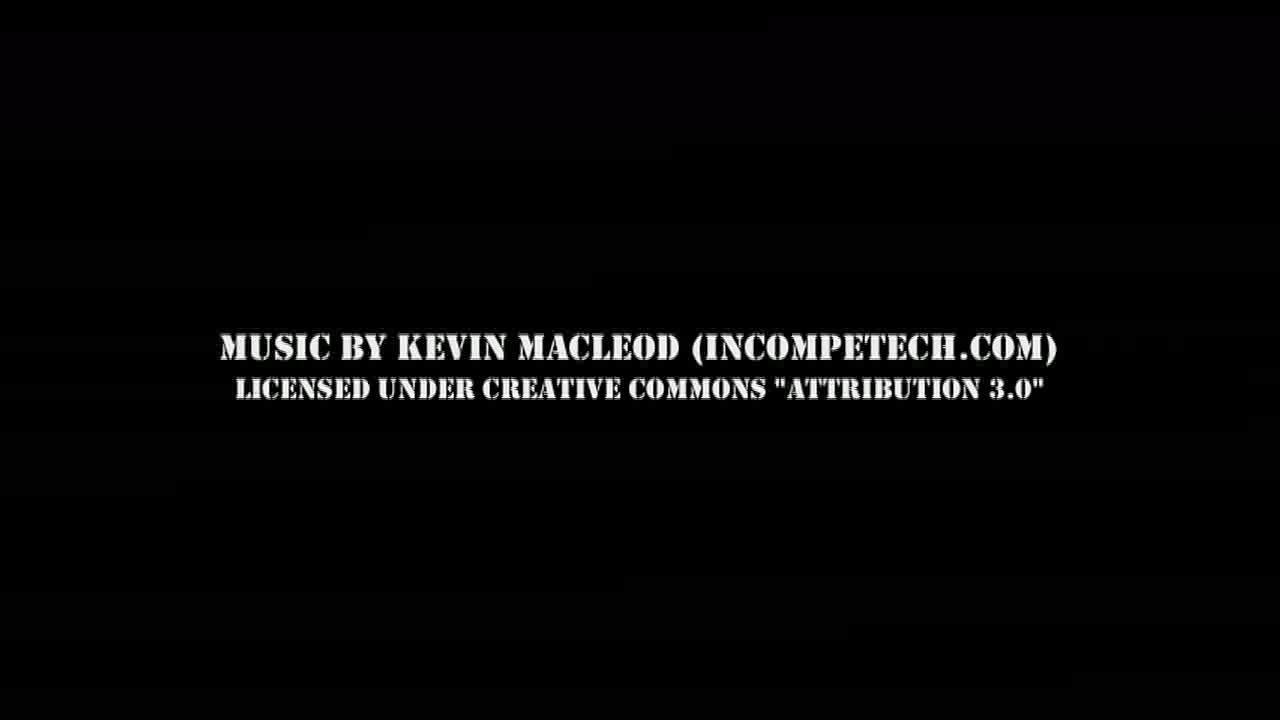 MUSIC BY KEVIN MACLEOD (INCOMPETECH.COM)
LICENSED UNDER CREATIVE COMMONS "ATTRIBUTION 3.0"